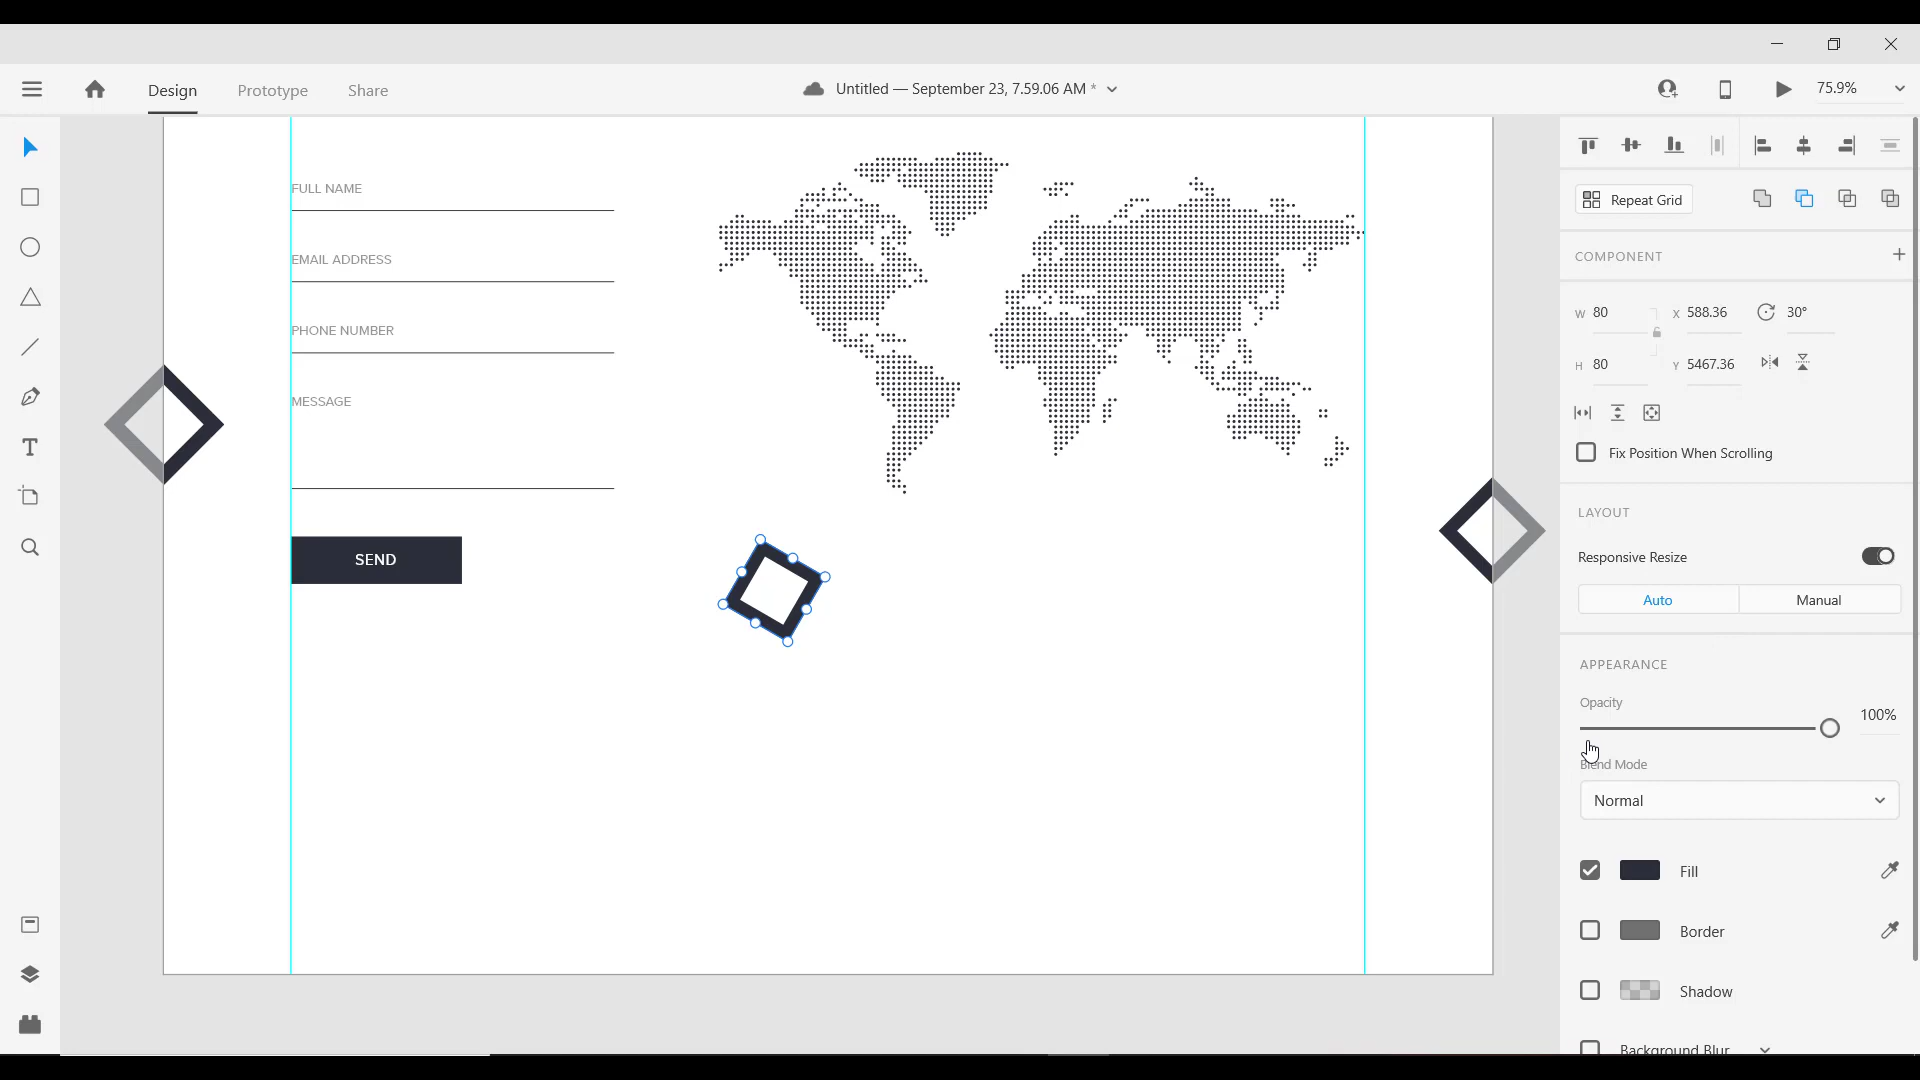 Design Prototype Share
Untitled — September 23, 7.59.06 AM *
75.9%
FULL NAME
EMAIL ADDRESS
PHONE NUMBER
MESSAGE
SEND
Repeat Grid
COMPONENT
W 80 X 588.36 30°
H 80 Y 5467.36
Fix Position When Scrolling
LAYOUT
Responsive Resize
Auto Manual
APPEARANCE
Opacity
100%
Blend Mode
Normal
Fill
Border
Shadow
Background Blur